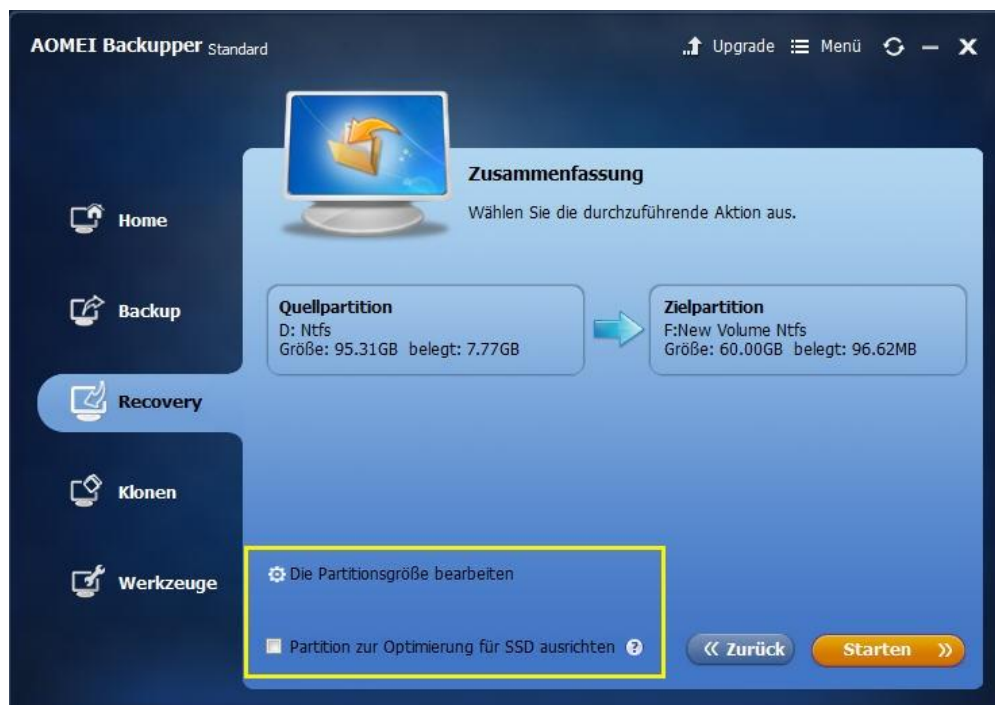 AOMEI Backupper Standard
Upgrade Menü
Zusammenfassung
Wählen Sie die durchzuführende Aktion aus.
Home
Backup
Recovery
Klonen
Werkzeuge
Quellpartition
D: Ntfs
Größe: 95.31GB belegt: 7.77GB
Zielpartition
F:New Volume Ntfs
Größe: 60.00GB belegt: 96.62MB
Die Partitionsgröße bearbeiten
Partition zur Optimierung für SSD ausrichten ?
« Zurück
Starten »